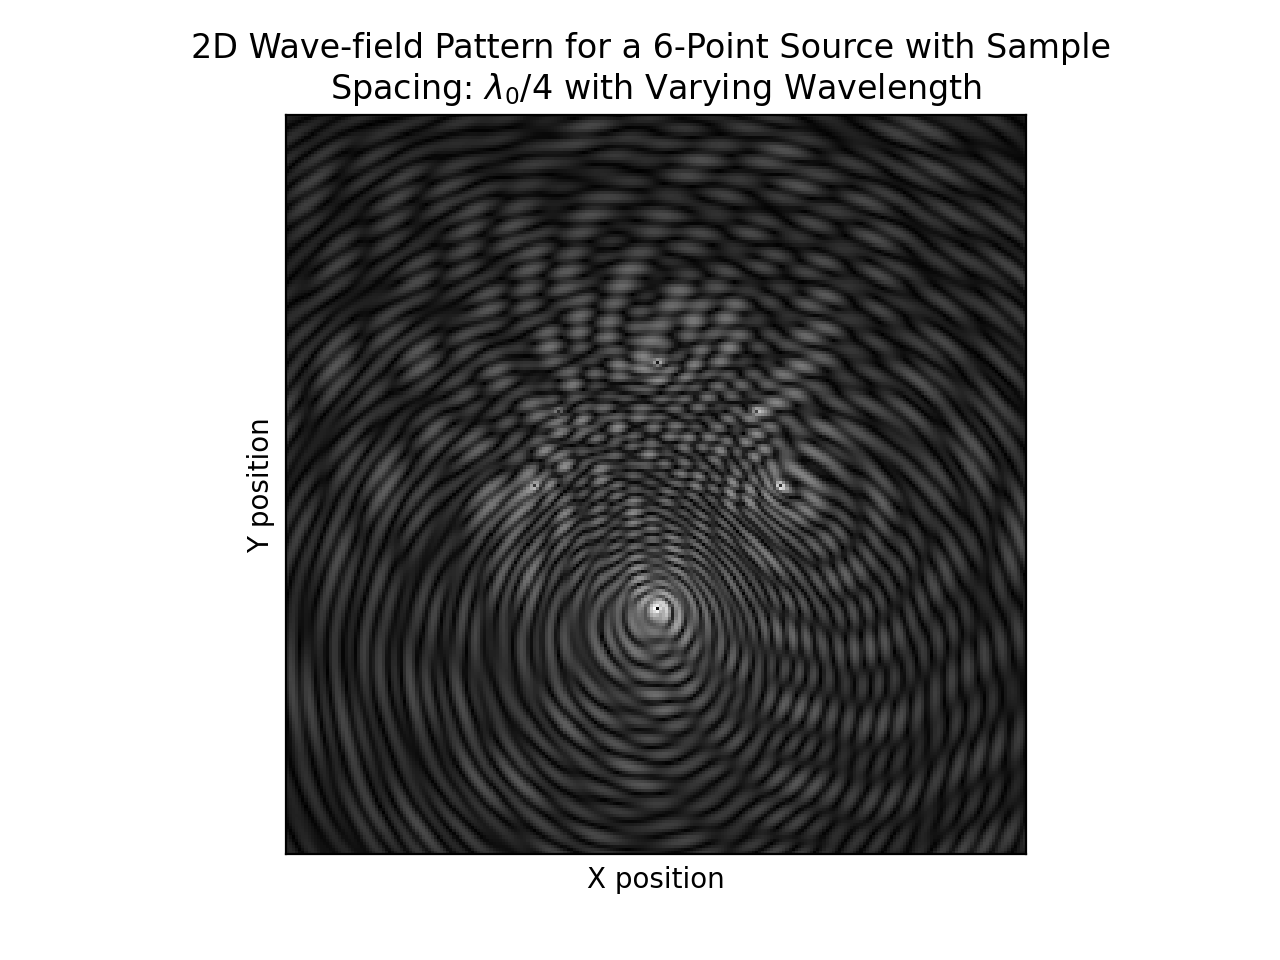 2D Wave-field Pattern for a 6-Point Source with Sample
Spacing: λ₀/4 with Varying Wavelength
Y position
X position